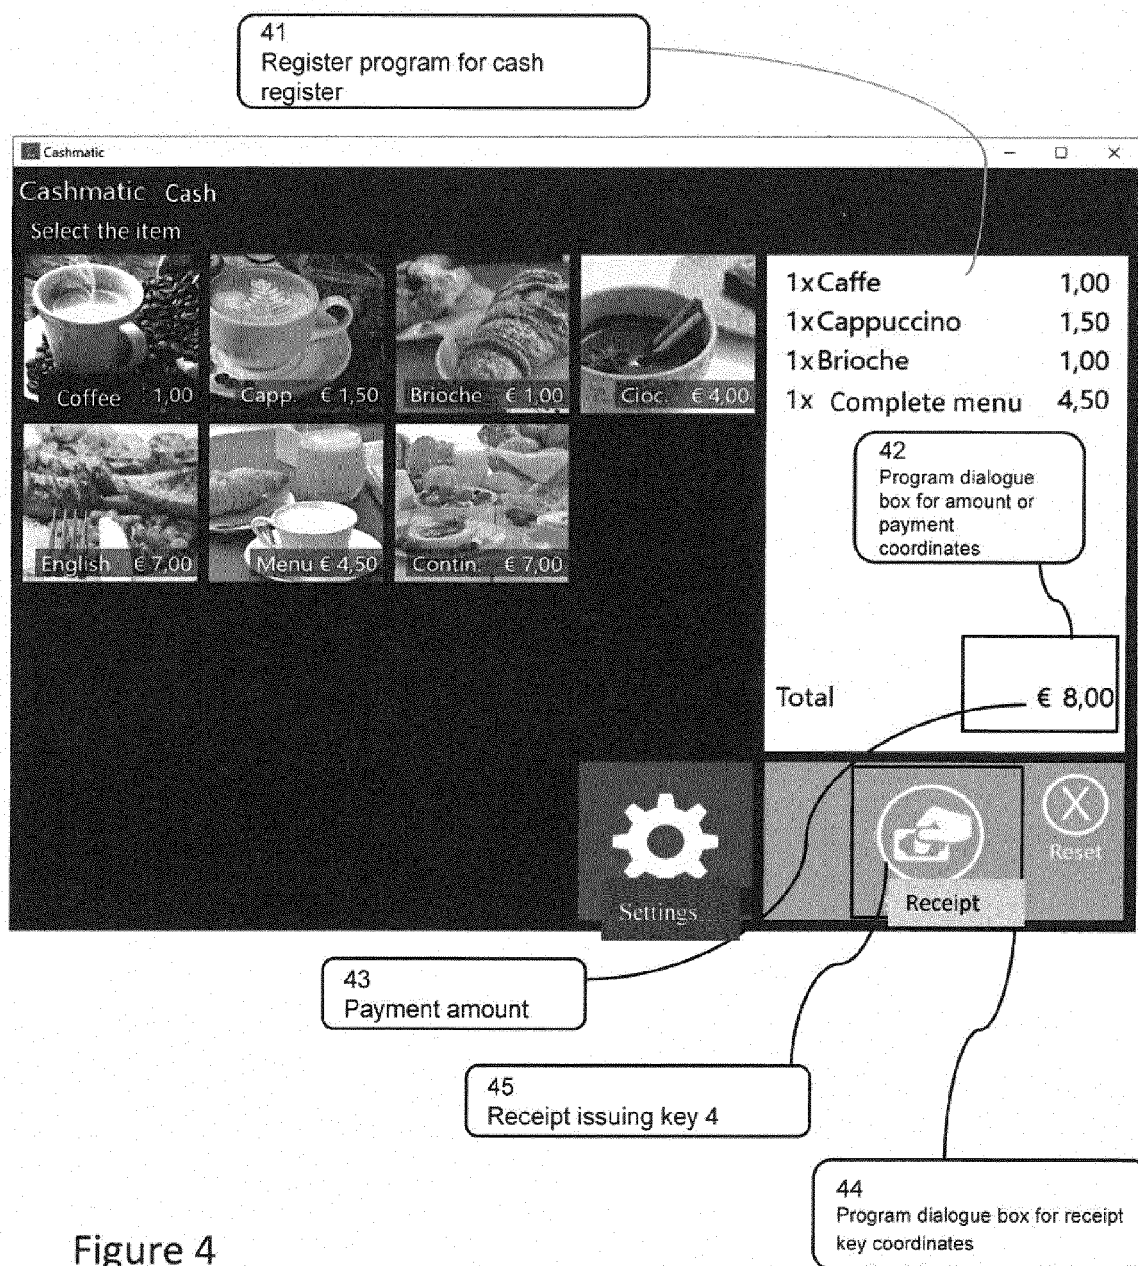 41
Register program for cash
register
Cashmatic
Cashmatic Cash
Select the item
Coffee 1,00
Capp. € 1,50
Brioche € 1,00
Cioc. € 4,00
English € 7,00
Menu € 4,50
Contin. € 7,00
1x Caffe 1,00
1x Cappuccino 1,50
1x Brioche 1,00
1x Complete menu 4,50
42
Program dialogue
box for amount or
payment
coordinates
Total € 8,00
Settings
Receipt
X
Reset
43
Payment amount
45
Receipt issuing key 4
44
Program dialogue box for receipt
key coordinates
Figure 4